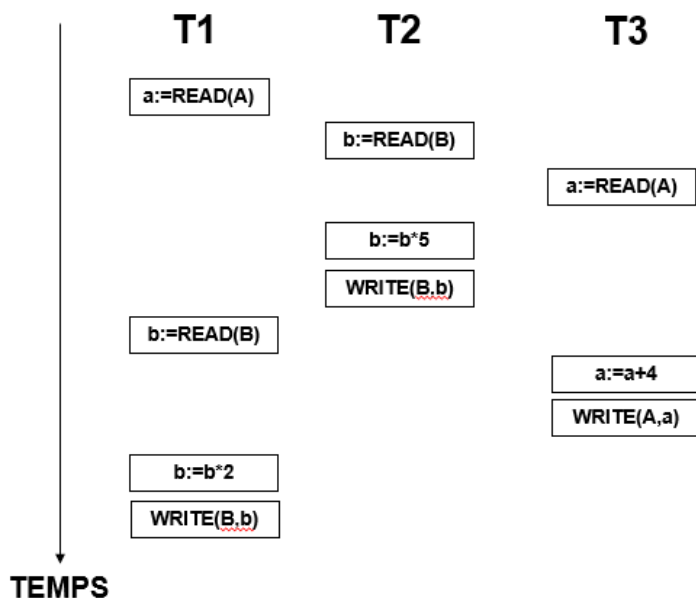 T1 T2 T3
a:=READ(A)
b:=READ(B)
a:=READ(A)
b:=b*5
WRITE(B.b)
b:=READ(B)
a:=a+4
WRITE(A,a)
b:=b*2
WRITE(B,b)
TEMPS